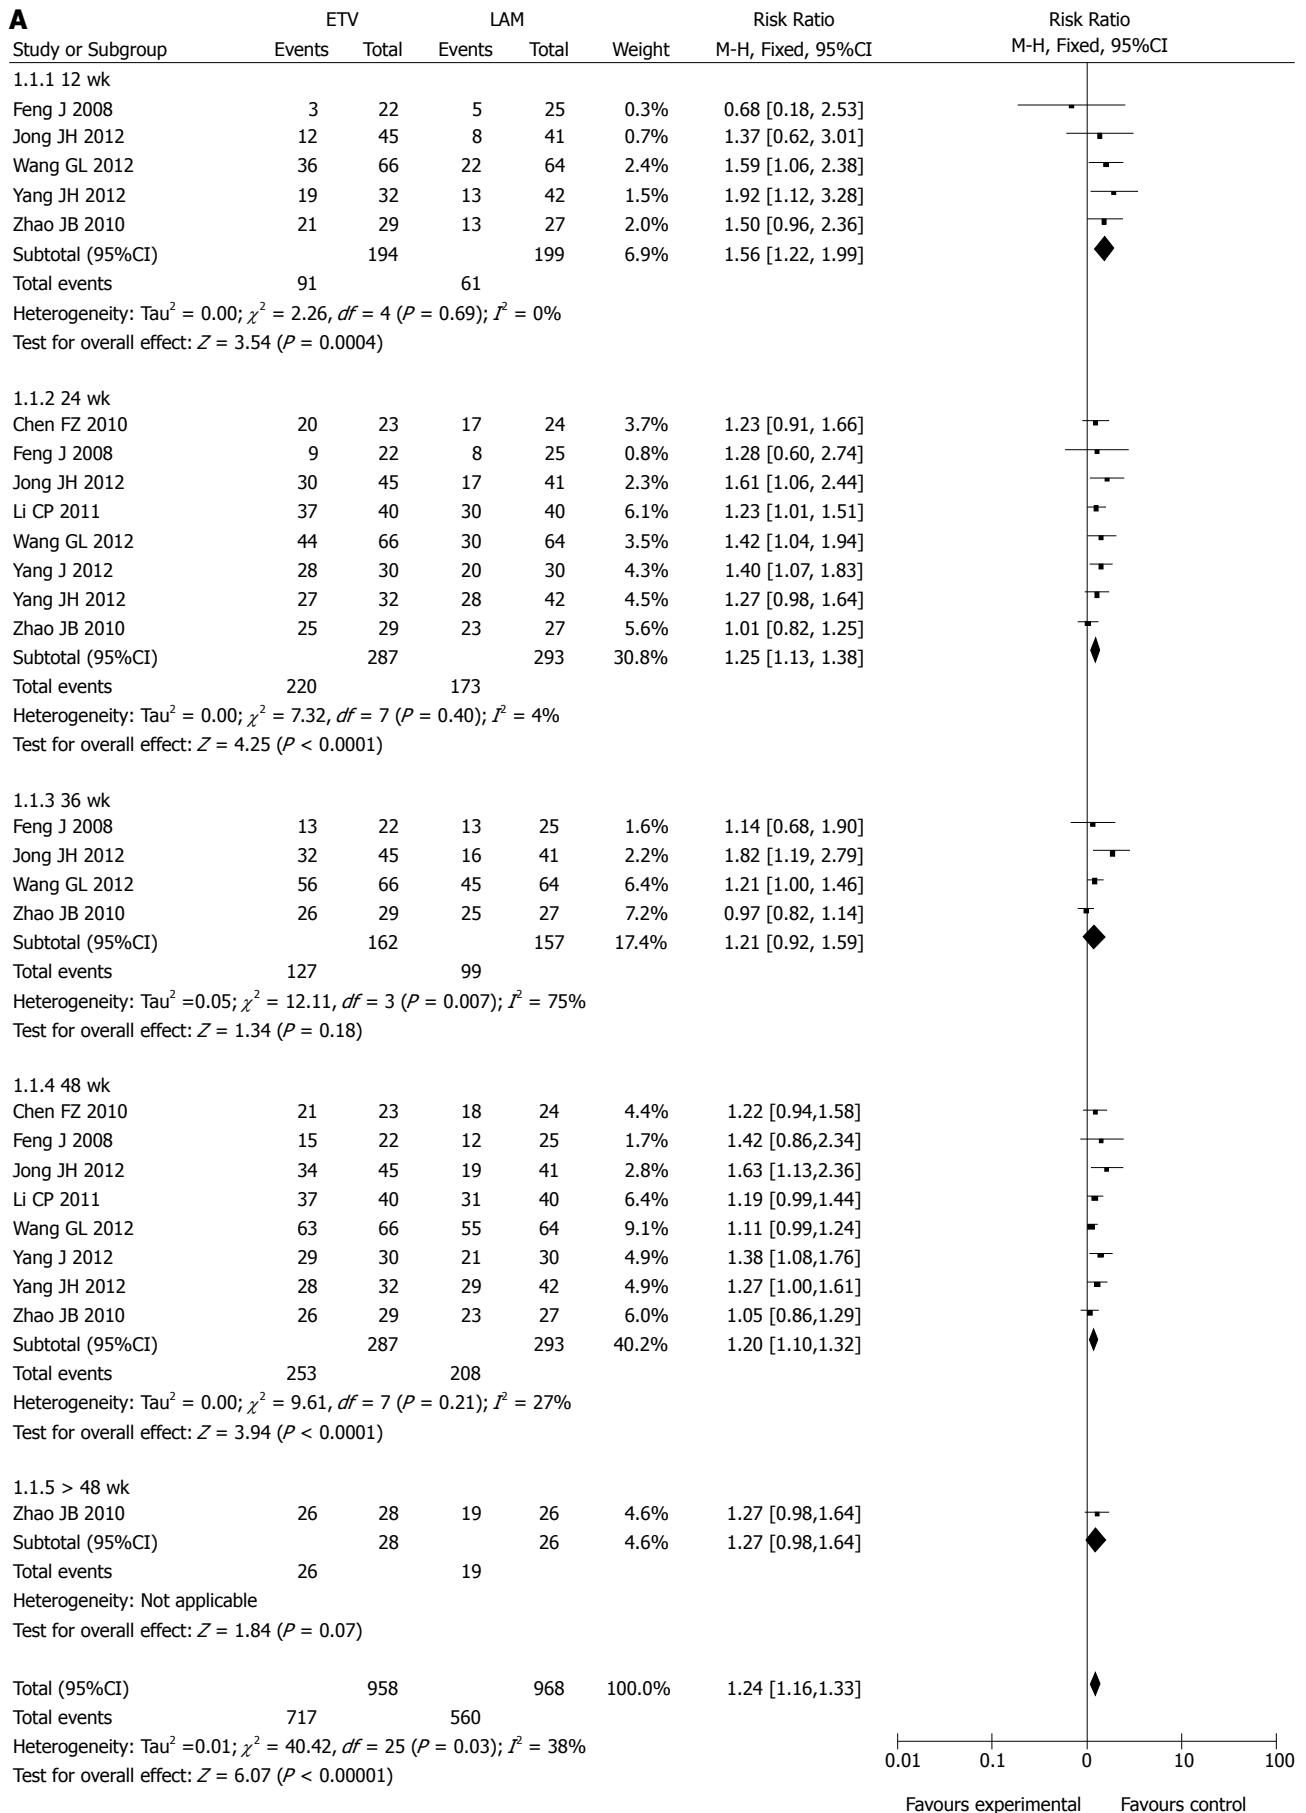 A
ETV LAM Risk Ratio Risk Ratio
Study or Subgroup Events Total Events Total Weight M-H, Fixed, 95%CI M-H, Fixed, 95%CI
1.1.1 12 wk
Feng J 2008 3 22 5 25 0.3% 0.68 [0.18, 2.53]
Jong JH 2012 12 45 8 41 0.7% 1.37 [0.62, 3.01]
Wang GL 2012 36 66 22 64 2.4% 1.59 [1.06, 2.38]
Yang JH 2012 19 32 13 42 1.5% 1.92 [1.12, 3.28]
Zhao JB 2010 21 29 13 27 2.0% 1.50 [0.96, 2.36]
Subtotal (95%CI) 194 199 6.9% 1.56 [1.22, 1.99]
Total events 91 61
Heterogeneity: Tau² = 0.00; χ² = 2.26, df = 4 (P = 0.69); I² = 0%
Test for overall effect: Z = 3.54 (P = 0.0004)
1.1.2 24 wk
Chen FZ 2010 20 23 17 24 3.7% 1.23 [0.91, 1.66]
Feng J 2008 9 22 8 25 0.8% 1.28 [0.60, 2.74]
Jong JH 2012 30 45 17 41 2.3% 1.61 [1.06, 2.44]
Li CP 2011 37 40 30 40 6.1% 1.23 [1.01, 1.51]
Wang GL 2012 44 66 30 64 3.5% 1.42 [1.04, 1.94]
Yang J 2012 28 30 20 30 4.3% 1.40 [1.07, 1.83]
Yang JH 2012 27 32 28 42 4.5% 1.27 [0.98, 1.64]
Zhao JB 2010 25 29 23 27 5.6% 1.01 [0.82, 1.25]
Subtotal (95%CI) 287 293 30.8% 1.25 [1.13, 1.38]
Total events 220 173
Heterogeneity: Tau² = 0.00; χ² = 7.32, df = 7 (P = 0.40); I² = 4%
Test for overall effect: Z = 4.25 (P < 0.0001)
1.1.3 36 wk
Feng J 2008 13 22 13 25 1.6% 1.14 [0.68, 1.90]
Jong JH 2012 32 45 16 41 2.2% 1.82 [1.19, 2.79]
Wang GL 2012 56 66 45 64 6.4% 1.21 [1.00, 1.46]
Zhao JB 2010 26 29 25 27 7.2% 0.97 [0.82, 1.14]
Subtotal (95%CI) 162 157 17.4% 1.21 [0.92, 1.59]
Total events 127 99
Heterogeneity: Tau² =0.05; χ² = 12.11, df = 3 (P = 0.007); I² = 75%
Test for overall effect: Z = 1.34 (P = 0.18)
1.1.4 48 wk
Chen FZ 2010 21 23 18 24 4.4% 1.22 [0.94,1.58]
Feng J 2008 15 22 12 25 1.7% 1.42 [0.86,2.34]
Jong JH 2012 34 45 19 41 2.8% 1.63 [1.13,2.36]
Li CP 2011 37 40 31 40 6.4% 1.19 [0.99,1.44]
Wang GL 2012 63 66 55 64 9.1% 1.11 [0.99,1.24]
Yang J 2012 29 30 21 30 4.9% 1.38 [1.08,1.76]
Yang JH 2012 28 32 29 42 4.9% 1.27 [1.00,1.61]
Zhao JB 2010 26 29 23 27 6.0% 1.05 [0.86,1.29]
Subtotal (95%CI) 287 293 40.2% 1.20 [1.10,1.32]
Total events 253 208
Heterogeneity: Tau² = 0.00; χ² = 9.61, df = 7 (P = 0.21); I² = 27%
Test for overall effect: Z = 3.94 (P < 0.0001)
1.1.5 > 48 wk
Zhao JB 2010 26 28 19 26 4.6% 1.27 [0.98,1.64]
Subtotal (95%CI) 28 26 4.6% 1.27 [0.98,1.64]
Total events 26 19
Heterogeneity: Not applicable
Test for overall effect: Z = 1.84 (P = 0.07)
Total (95%CI) 958 968 100.0% 1.24 [1.16,1.33]
Total events 717 560
Heterogeneity: Tau² =0.01; χ² = 40.42, df = 25 (P = 0.03); I² = 38%
Test for overall effect: Z = 6.07 (P < 0.00001)
0.01 0.1 0 10 100
Favours experimental Favours control